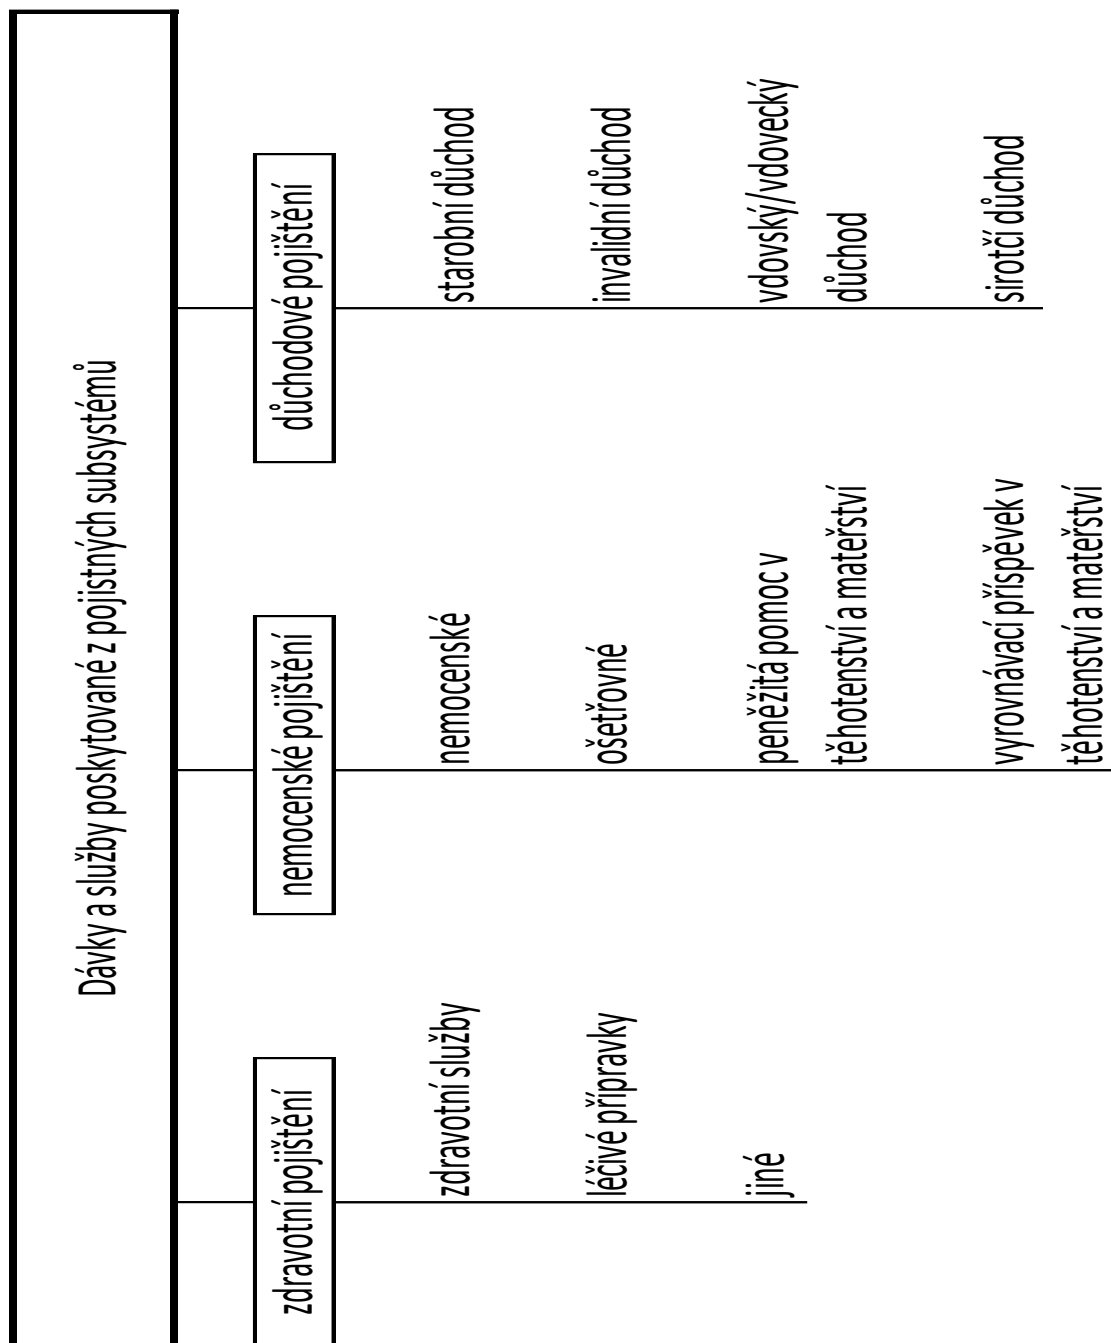 Dávky a služby poskytované z pojistných subsystémů
zdravotní pojištění
zdravotní služby
léčivé přípravky
jiné
nemocenské pojištění
nemocenské
ošetřovné
peněžitá pomoc v
těhotenství a mateřství
vyrovnávací příspěvek v
těhotenství a mateřství
důchodové pojištění
starobní důchod
invalidní důchod
vdovský/vdovecký
důchod
sirotčí důchod